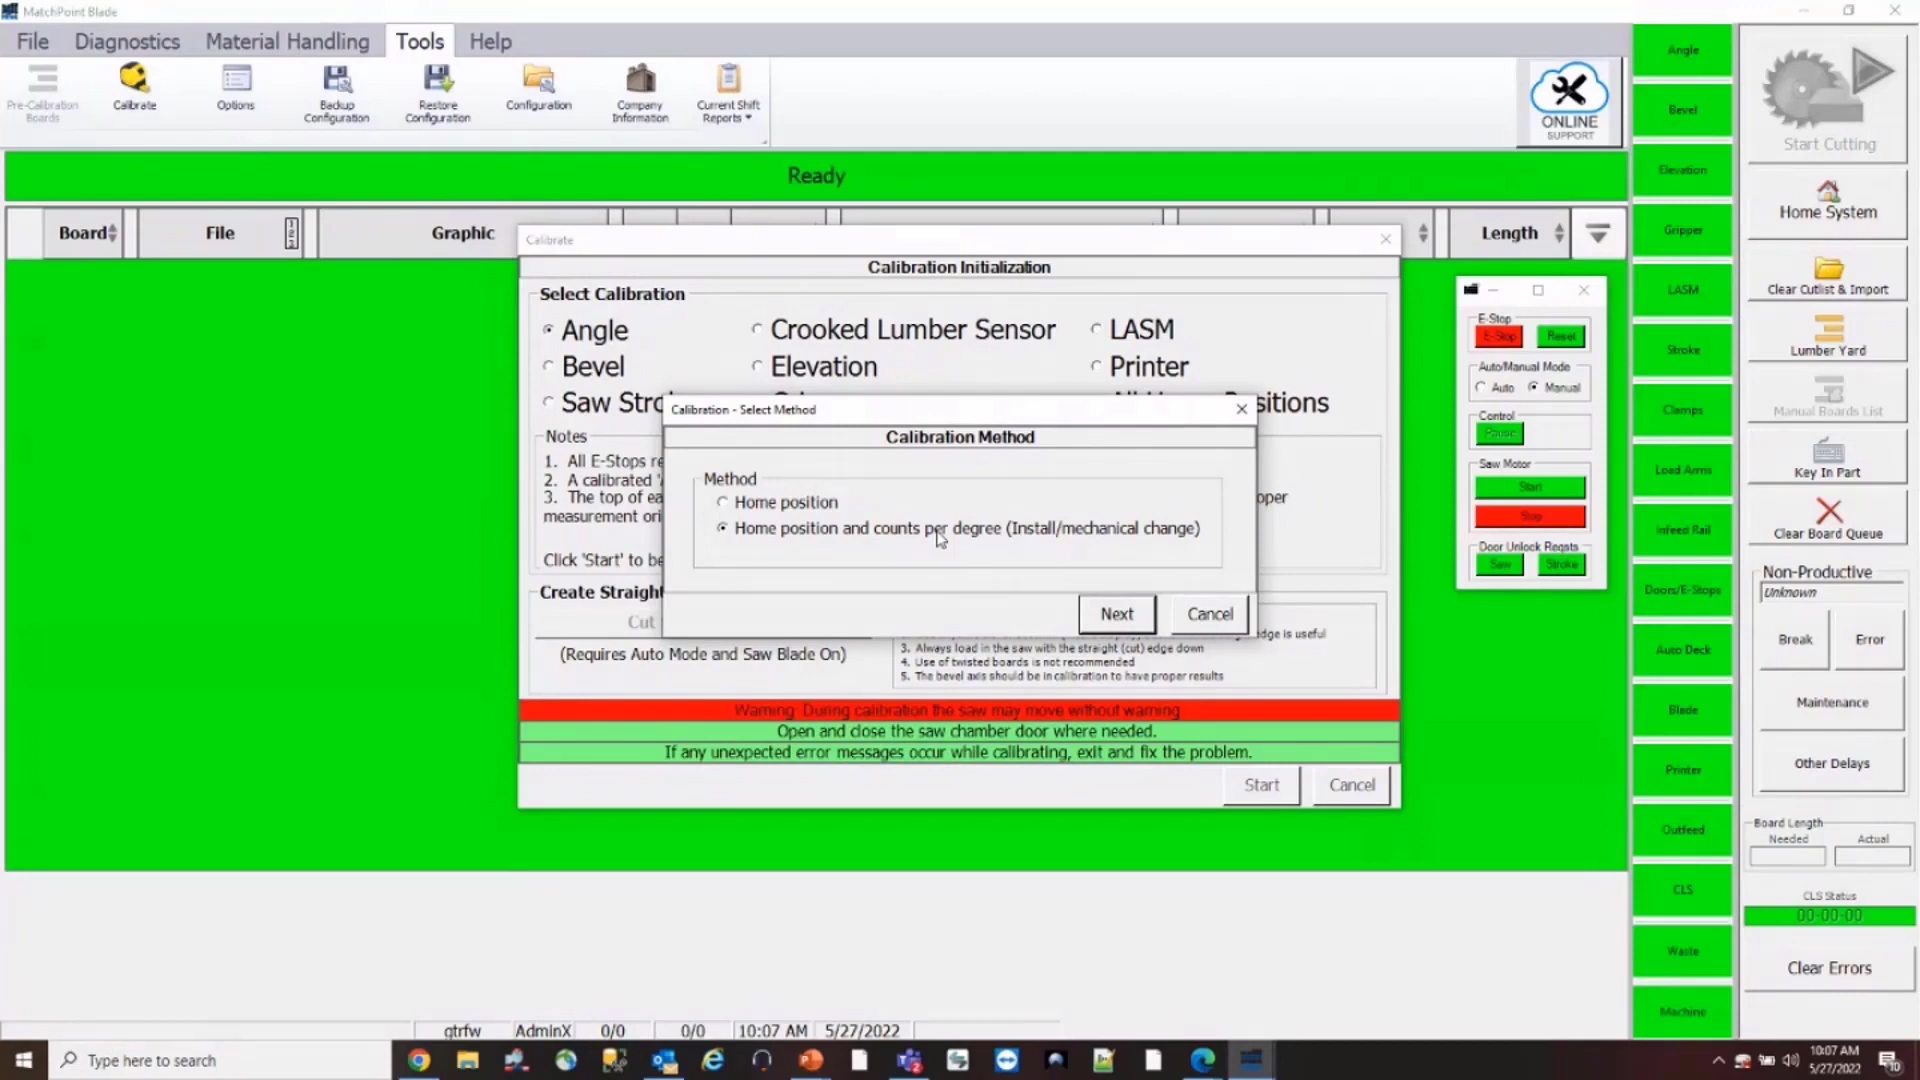 MatchPoint Blade
File Diagnostics Material Handling Tools Help
Pre-Calibration Boards
Calibrate
Options
Backup Configuration
Restore Configuration
Configuration
Company Information
Current Shift Reports
ONLINE SUPPORT
Ready
Board File Graphic Length
Calibrate
Calibration Initialization
Select Calibration
Angle Crooked Lumber Sensor LASM
Bevel Elevation Printer
Saw Stro sitions
Calibration - Select Method
Calibration Method
Method
Home position
Home position and counts per degree (Install/mechanical change)
Next Cancel
Notes
1. All E-Stops re
2. A calibrated
3. The top of ea oper
measurement ori
Click 'Start' to be
Create Straight
Cut
(Requires Auto Mode and Saw Blade On)
dge is useful
3. Always load in the saw with the straight (cut) edge down
4. Use of twisted boards is not recommended
5. The bevel axis should be in calibration to have proper results
Warning During calibration the saw may move without warning
Open and close the saw chamber door where needed.
If any unexpected error messages occur while calibrating, exit and fix the problem.
Start Cancel
E-Stop
E-Stop Reset
Auto/Manual Mode
Auto Manual
Control
Pause
Saw Motor
Start
Stop
Door Unlock Reqsts
Saw Stroke
Angle
Bevel
Elevation
Gripper
LASM
Stroke
Clamps
Load Arms
Infeed Rail
Doors/E-Stops
Auto Deck
Blade
Printer
Outfeed
CLS
Waste
Machine
Start Cutting
Home System
Clear Cutlist & Import
Lumber Yard
Manual Boards List
Key In Part
Clear Board Queue
Non-Productive
Unknown
Break Error
Maintenance
Other Delays
Board Length
Needed Actual
CLS Status
00-00-00
Clear Errors
gtrfw AdminX 0/0 0/0 10:07 AM 5/27/2022
Type here to search
10:07 AM
5/27/2022
10